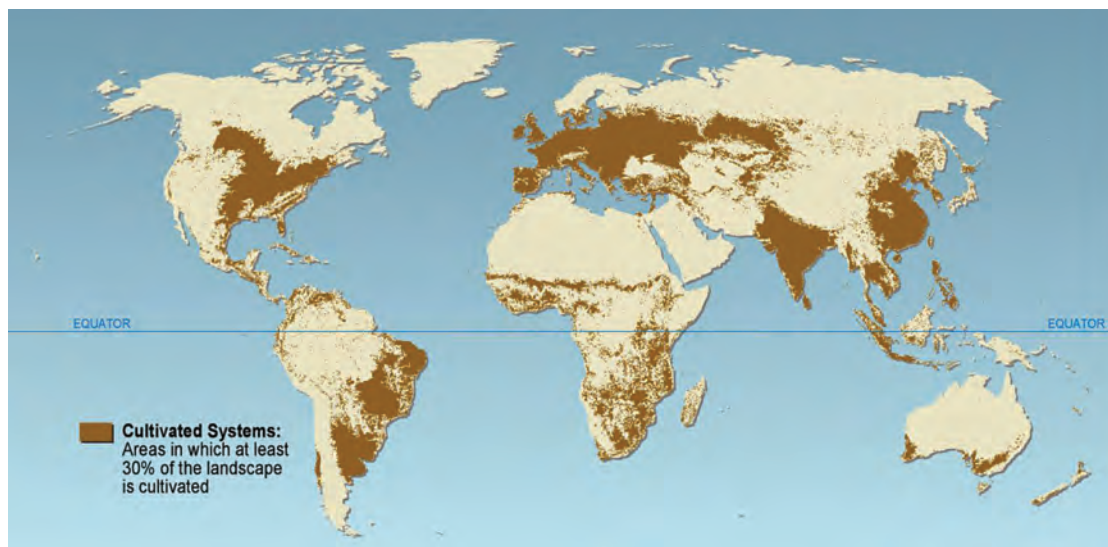 EQUATOR
EQUATOR
Cultivated Systems:
Areas in which at least
30% of the landscape
is cultivated